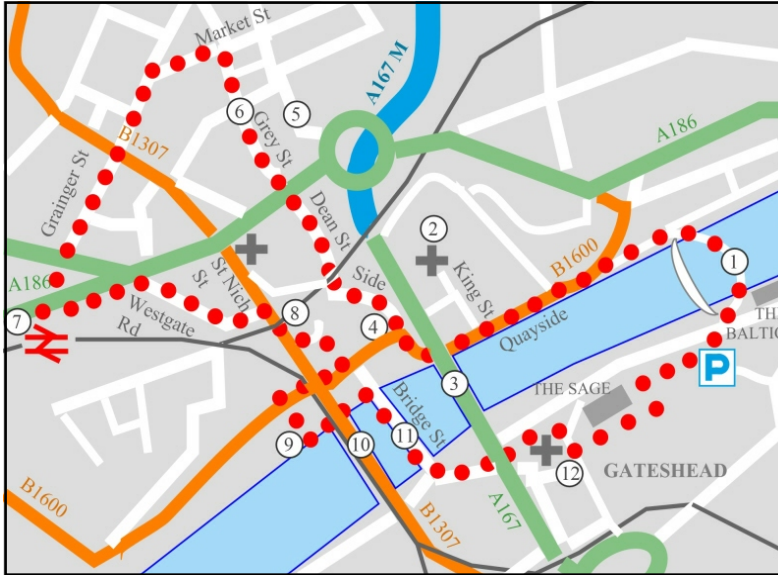 Market St
A167 M
6
5
B1307
Grey St
A186
Grainger St
Dean St
2
1
B1600
A186
St Nich
St
Side
King St
7
Westgate
Rd
8
4
Quayside
TH
BALTIC
P
3
THE SAGE
Bridge St
9
10
11
12
GATESHEAD
B1600
A167
B1307